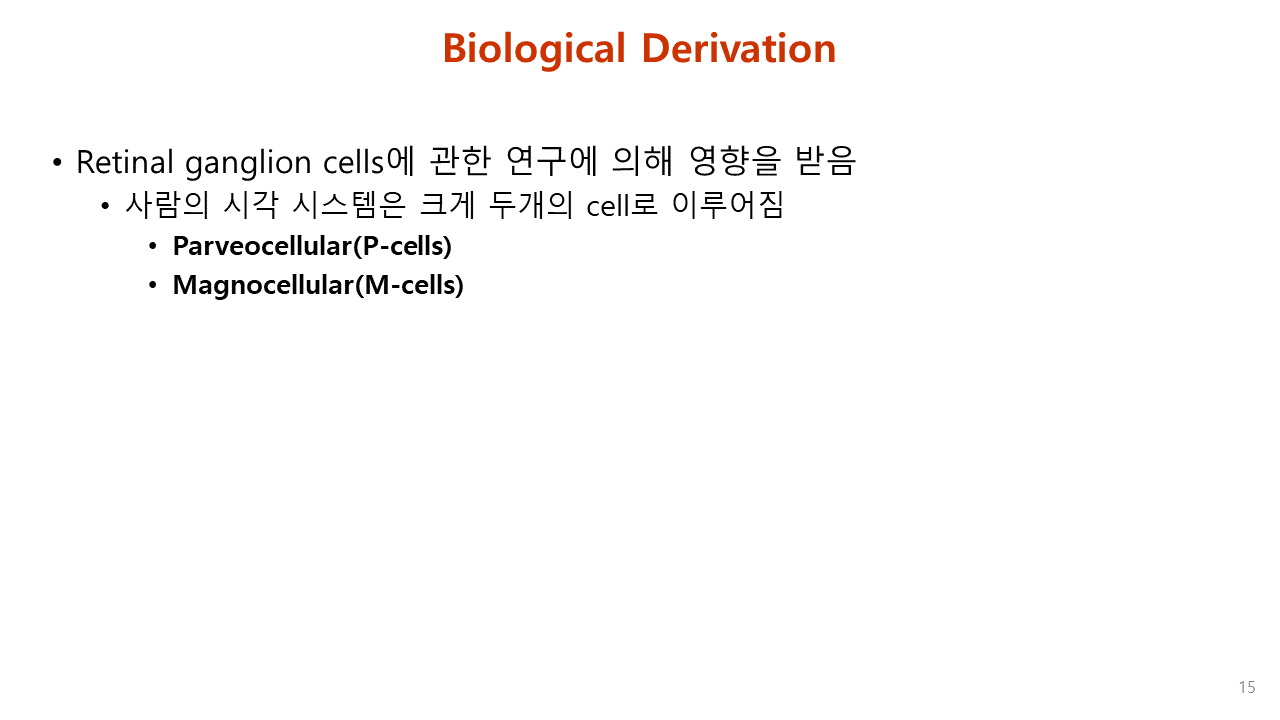 Biological Derivation
• Retinal ganglion cells에 관한 연구에 의해 영향을 받음
• 사람의 시각 시스템은 크게 두개의 cell로 이루어짐
• Parveocellular(P-cells)
• Magnocellular(M-cells)
15